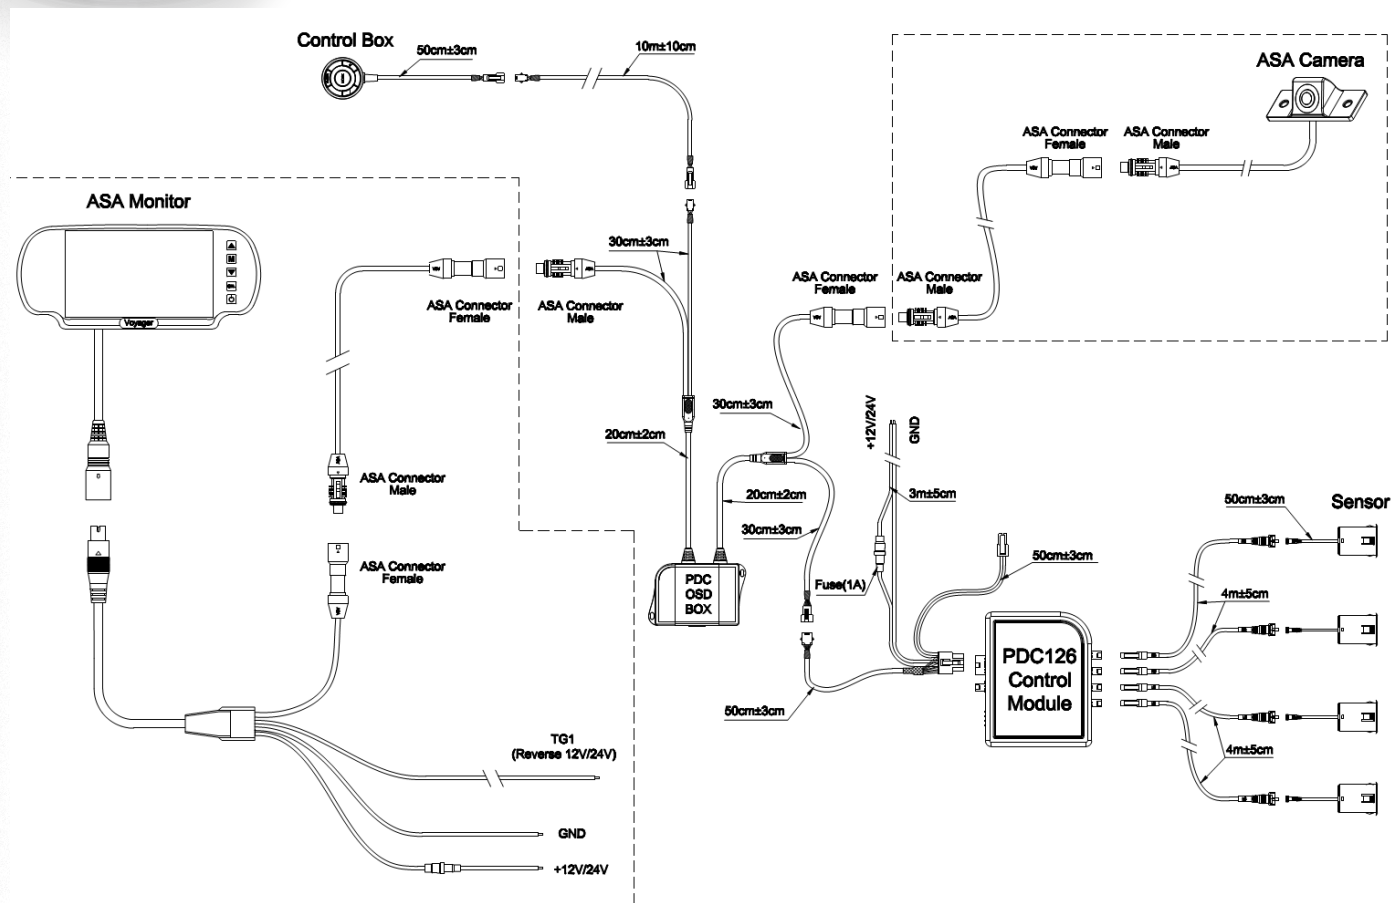 Control Box
50cm±3cm
10m±10cm
ASA Camera
ASA Connector
Female
ASA Connector
Male
ASA Monitor
M
Voyager
30cm±3cm
ASA Connector
Female
ASA Connector
Male
ASA Connector
Female
ASA Connector
Male
30cm±3cm
20cm±2cm
+12V/24V
GND
ASA Connector
Male
20cm±2cm
3m±5cm
30cm±3cm
50cm±3cm
Sensor
ASA Connector
Female
PDC
OSD
BOX
Fuse(1A)
50cm±3cm
4m±5cm
PDC126
Control
Module
50cm±3cm
4m±5cm
TG1
(Reverse 12V/24V)
GND
+12V/24V